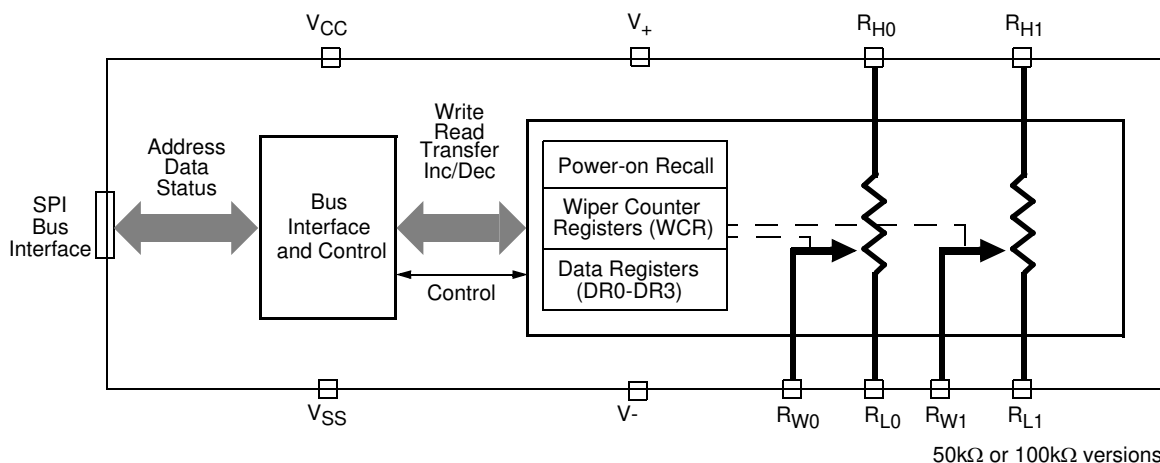 VCC
V+
RH0
RH1
Write
Read
Transfer
Inc/Dec
Address
Data
Status
SPI
Bus
Interface
Bus
Interface
and Control
Control
Power-on Recall
Wiper Counter
Registers (WCR)
Data Registers
(DR0-DR3)
VSS
V-
RW0
RL0
RW1
RL1
50kΩ or 100kΩ versions